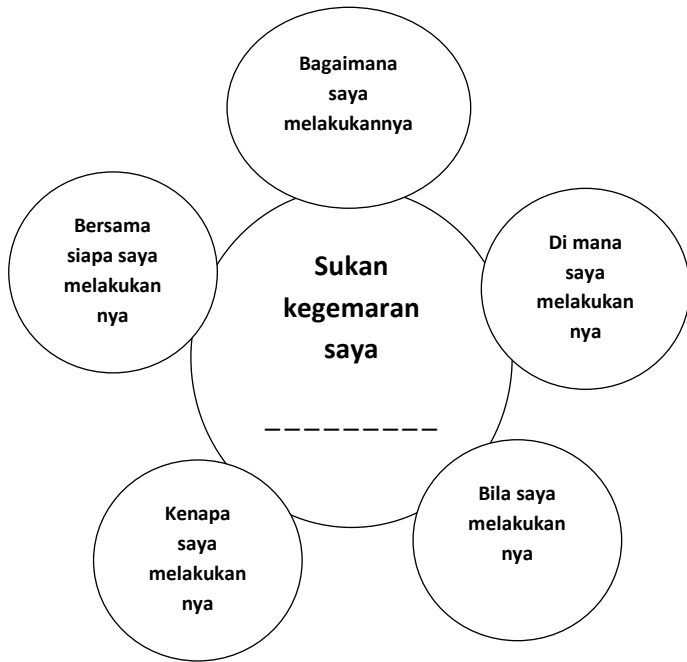 Bagaimana
saya
melakukannya
Bersama
siapa saya
melakukan
nya
Sukan
kegemaran
saya
_________
Di mana
saya
melakukan
nya
Kenapa
saya
melakukan
nya
Bila saya
melakukan
nya